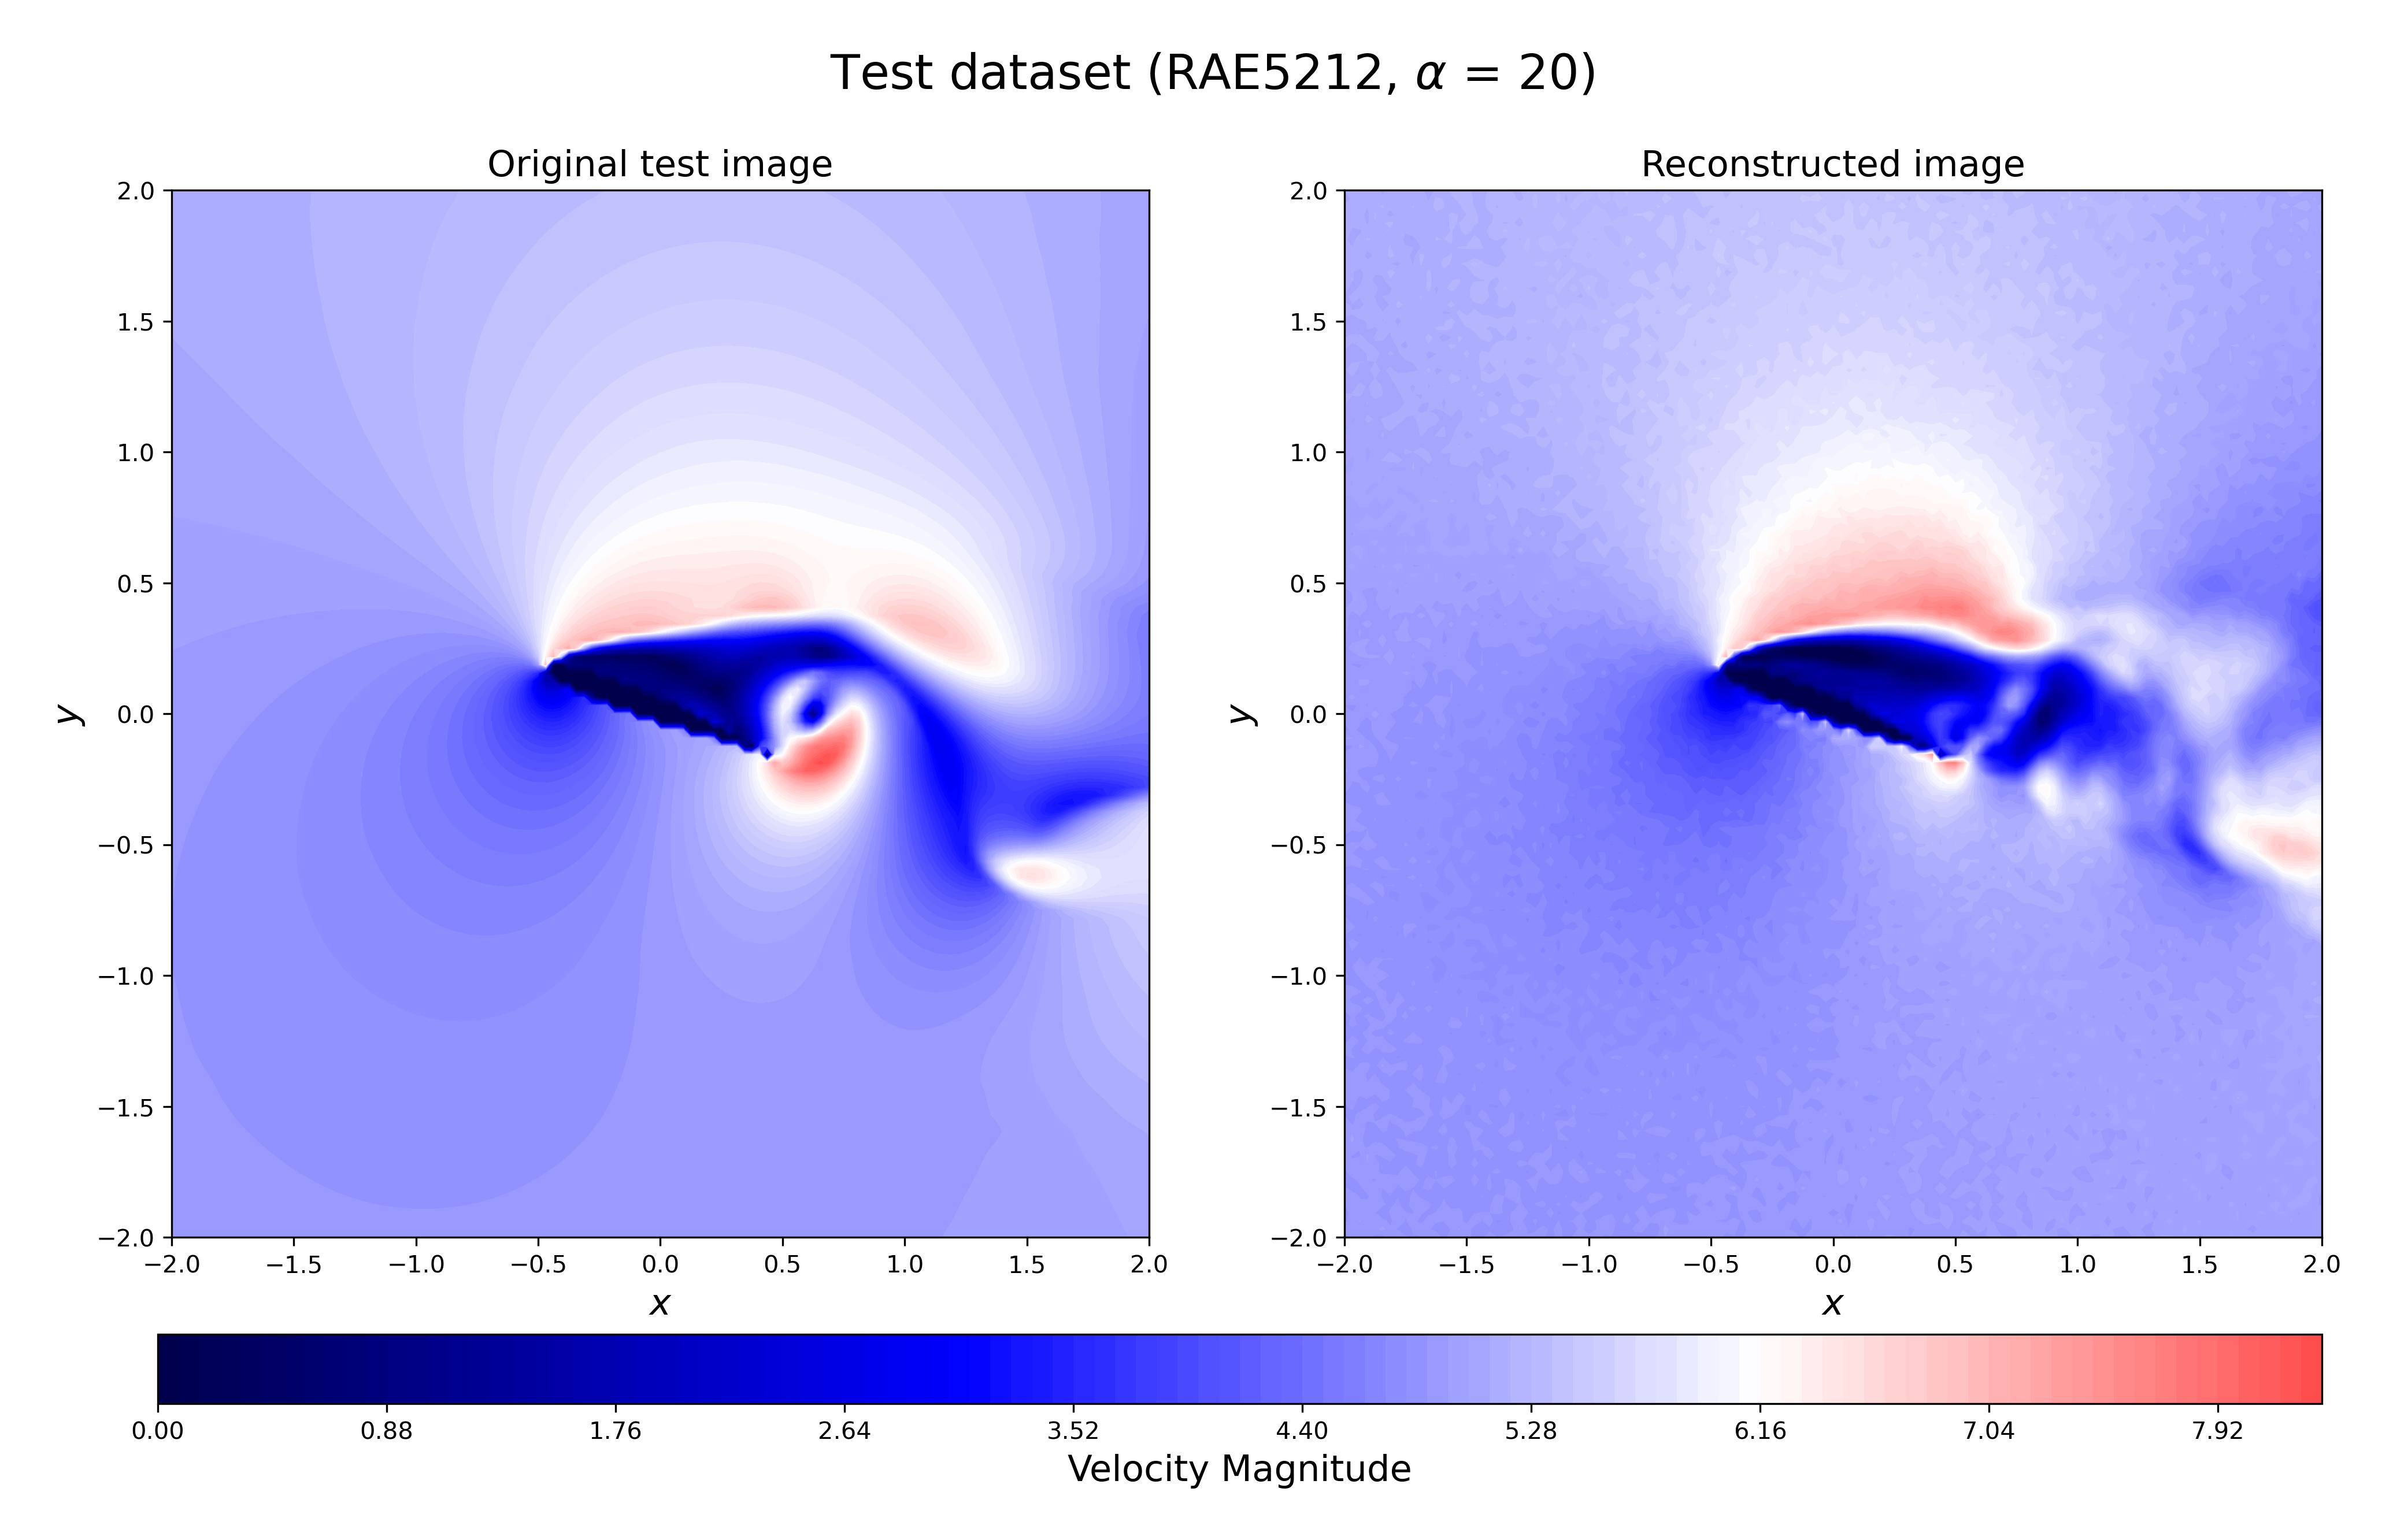 Test dataset (RAE5212, α = 20)
Original test image
Reconstructed image
2.0
1.5
1.0
0.5
0.0
−0.5
−1.0
−1.5
−2.0
y
−2.0 −1.5 −1.0 −0.5 0.0 0.5 1.0 1.5 2.0
x
2.0
1.5
1.0
0.5
0.0
−0.5
−1.0
−1.5
−2.0
y
−2.0 −1.5 −1.0 −0.5 0.0 0.5 1.0 1.5 2.0
x
0.00 0.88 1.76 2.64 3.52 4.40 5.28 6.16 7.04 7.92
Velocity Magnitude